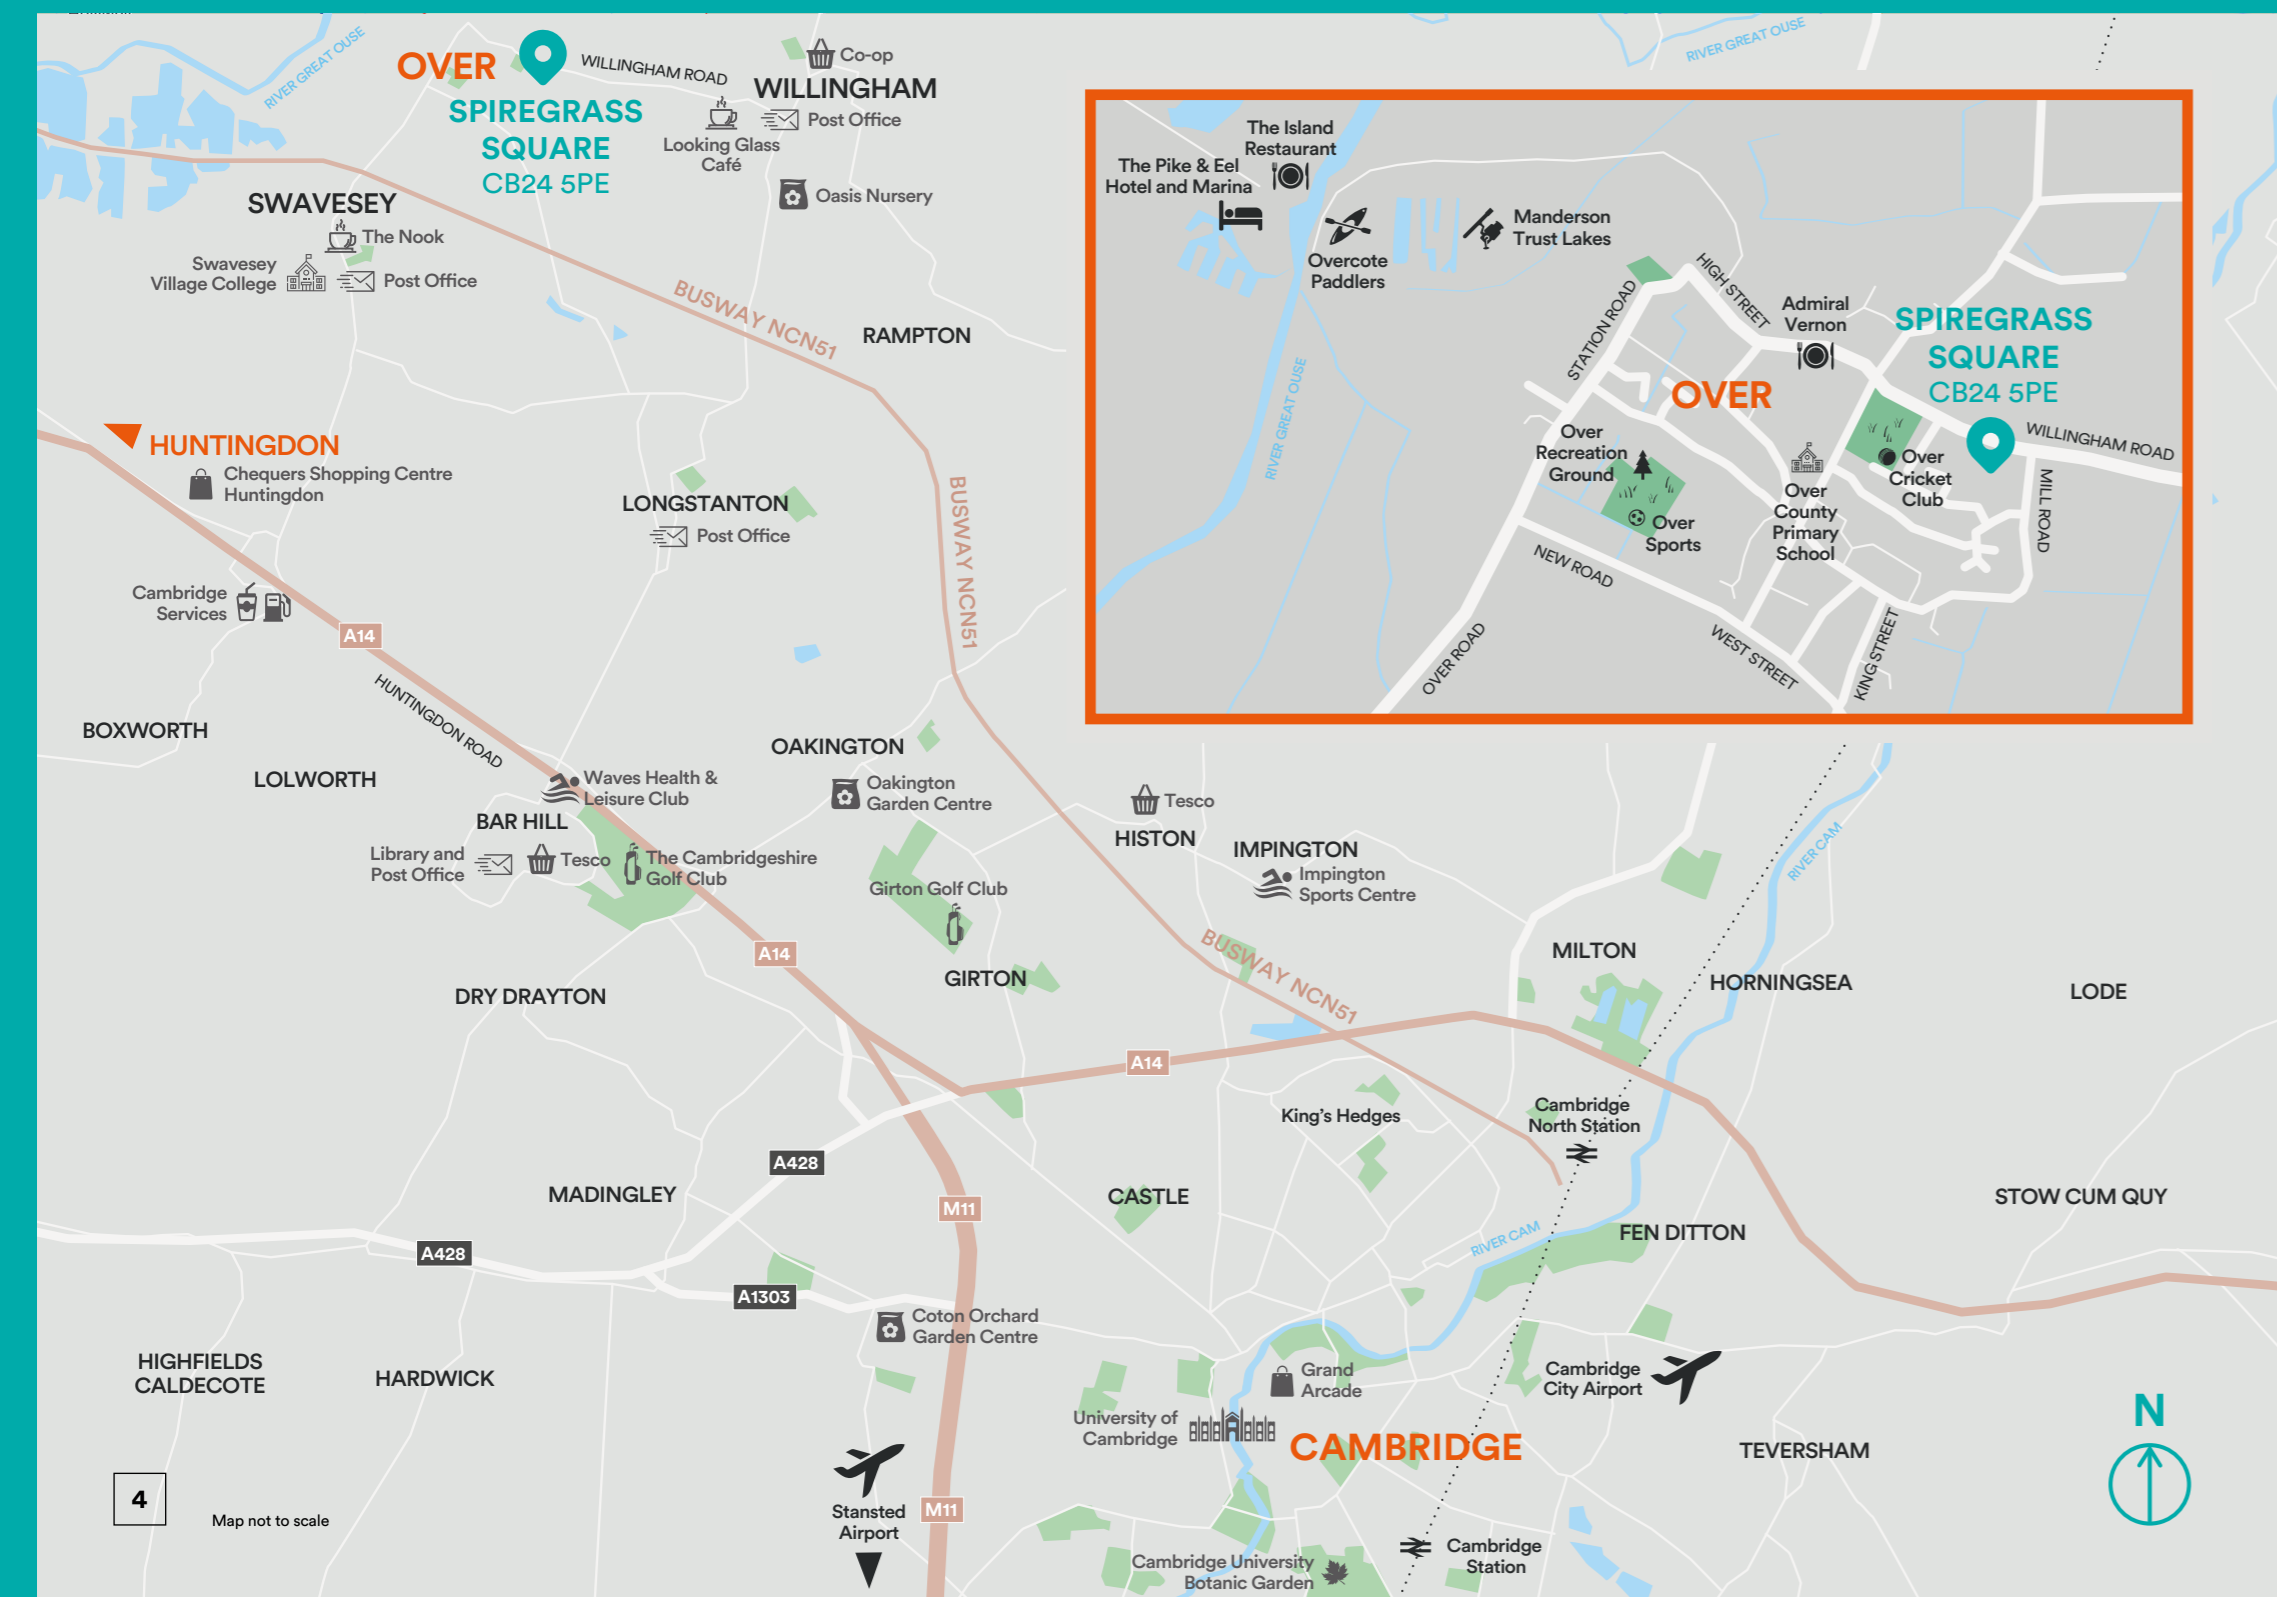 RIVER GREAT OUSE
OVER
SPIREGRASS
SQUARE
CB24 5PE
WILLINGHAM ROAD
Co-op
WILLINGHAM
Post Office
Looking Glass
Café
Oasis Nursery
RIVER GREAT OUSE
SWAVESEY
The Nook
Swavesey
Village College
Post Office
BUSWAY NCN51
RAMPTON
HUNTINGDON
Chequers Shopping Centre
Huntingdon
LONGSTANTON
Post Office
BUSWAY NCN51
Cambridge
Services
A14
HUNTINGDON ROAD
BOXWORTH
LOLWORTH
Waves Health &
Leisure Club
BAR HILL
Library and
Post Office
Tesco
The Cambridgeshire
Golf Club
OAKINGTON
Oakington
Garden Centre
Girton Golf Club
GIRTON
A14
DRY DRAYTON
The Island
Restaurant
The Pike & Eel
Hotel and Marina
Overcote
Paddlers
Manderson
Trust Lakes
RIVER GREAT OUSE
STATION ROAD
HIGH STREET
Admiral
Vernon
SPIREGRASS
SQUARE
CB24 5PE
OVER
WILLINGHAM ROAD
Over
Recreation
Ground
Over
Sports
Over
County
Primary
School
Over
Cricket
Club
MILL ROAD
NEW ROAD
WEST STREET
KING STREET
OVER ROAD
Tesco
HISTON
IMPINGTON
Impington
Sports Centre
RIVER CAM
BUSWAY NCN51
MILTON
HORNINGSEA
LODE
A14
King's Hedges
Cambridge
North Station
A428
MADINGLEY
CASTLE
M11
STOW CUM QUY
FEN DITTON
RIVER CAM
A428
A1303
Coton Orchard
Garden Centre
HIGHFIELDS
CALDECOTE
HARDWICK
Grand
Arcade
Cambridge
City Airport
University of
Cambridge
CAMBRIDGE
TEVERSHAM
N
4
Map not to scale
Stansted
Airport
M11
Cambridge University
Botanic Garden
Cambridge
Station